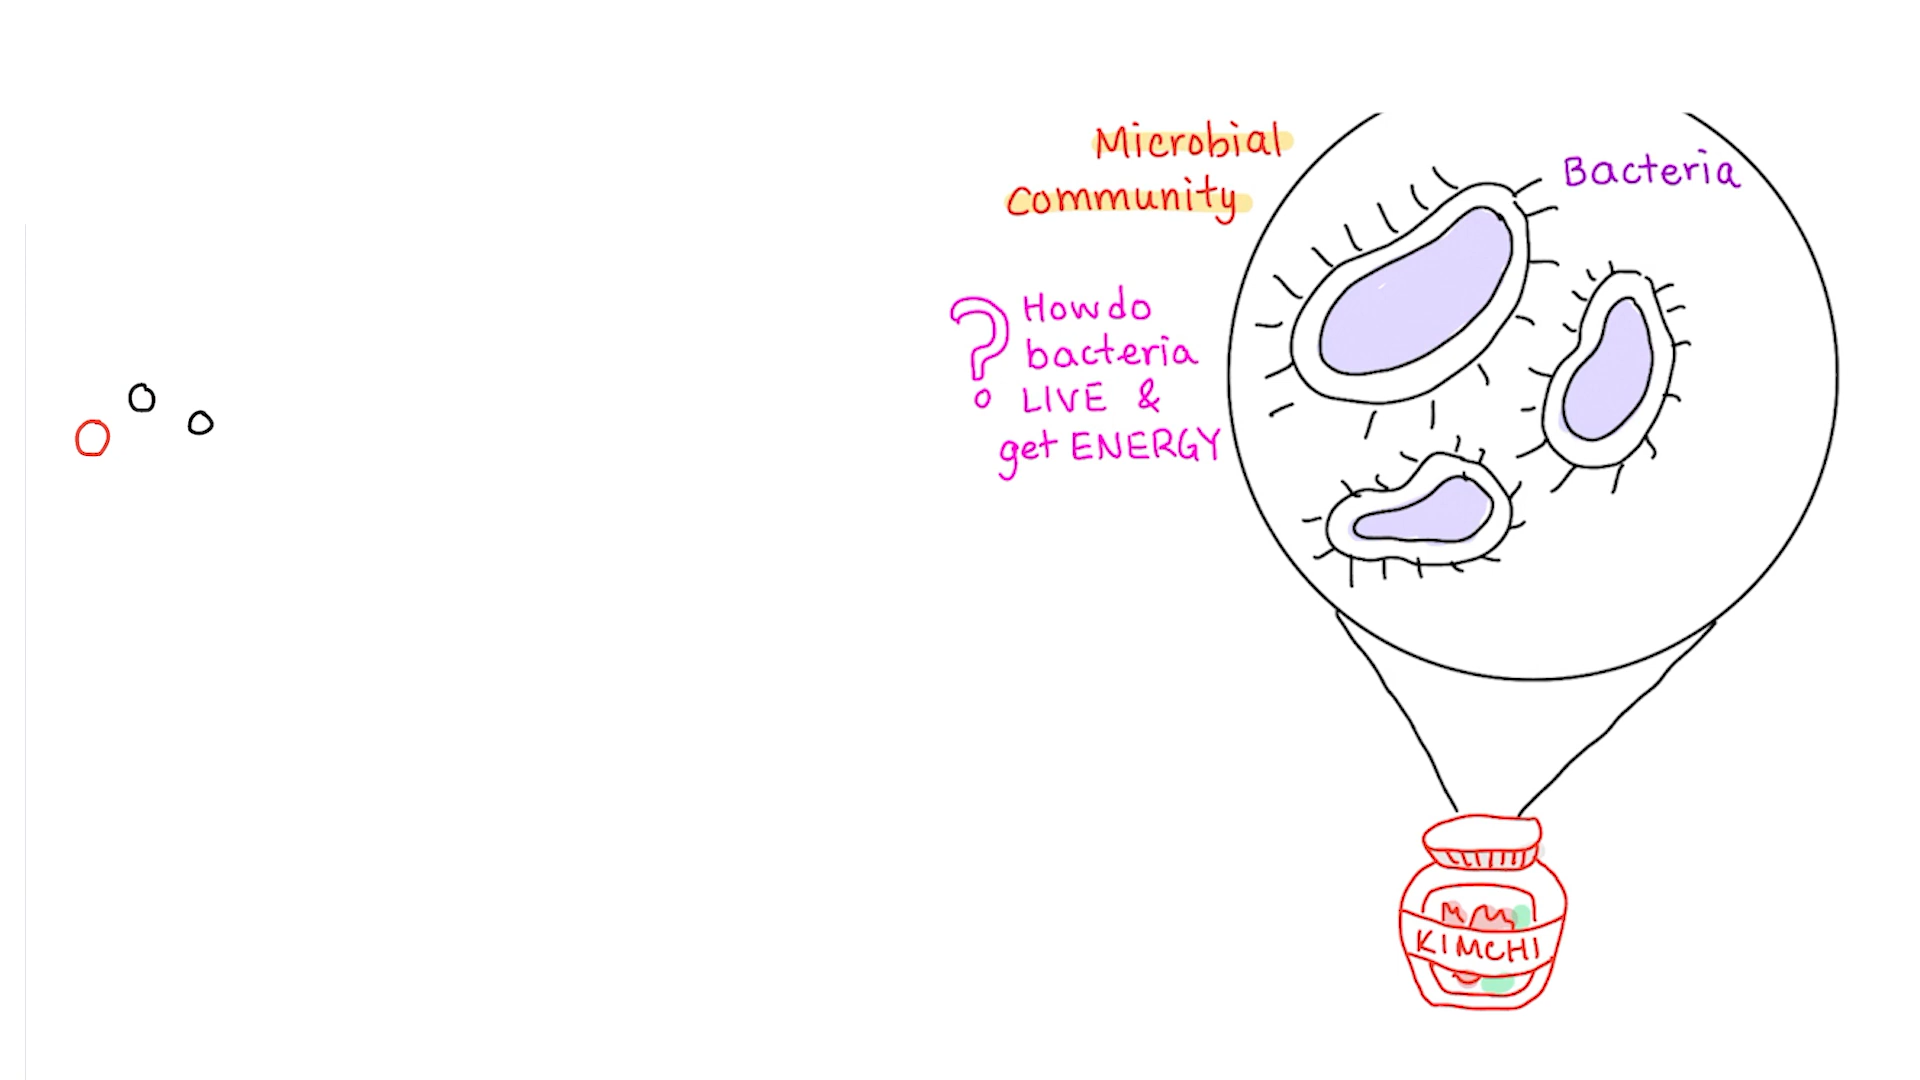 Microbial
Community
Bacteria
? How do
bacteria
LIVE &
get ENERGY
KIMCHI